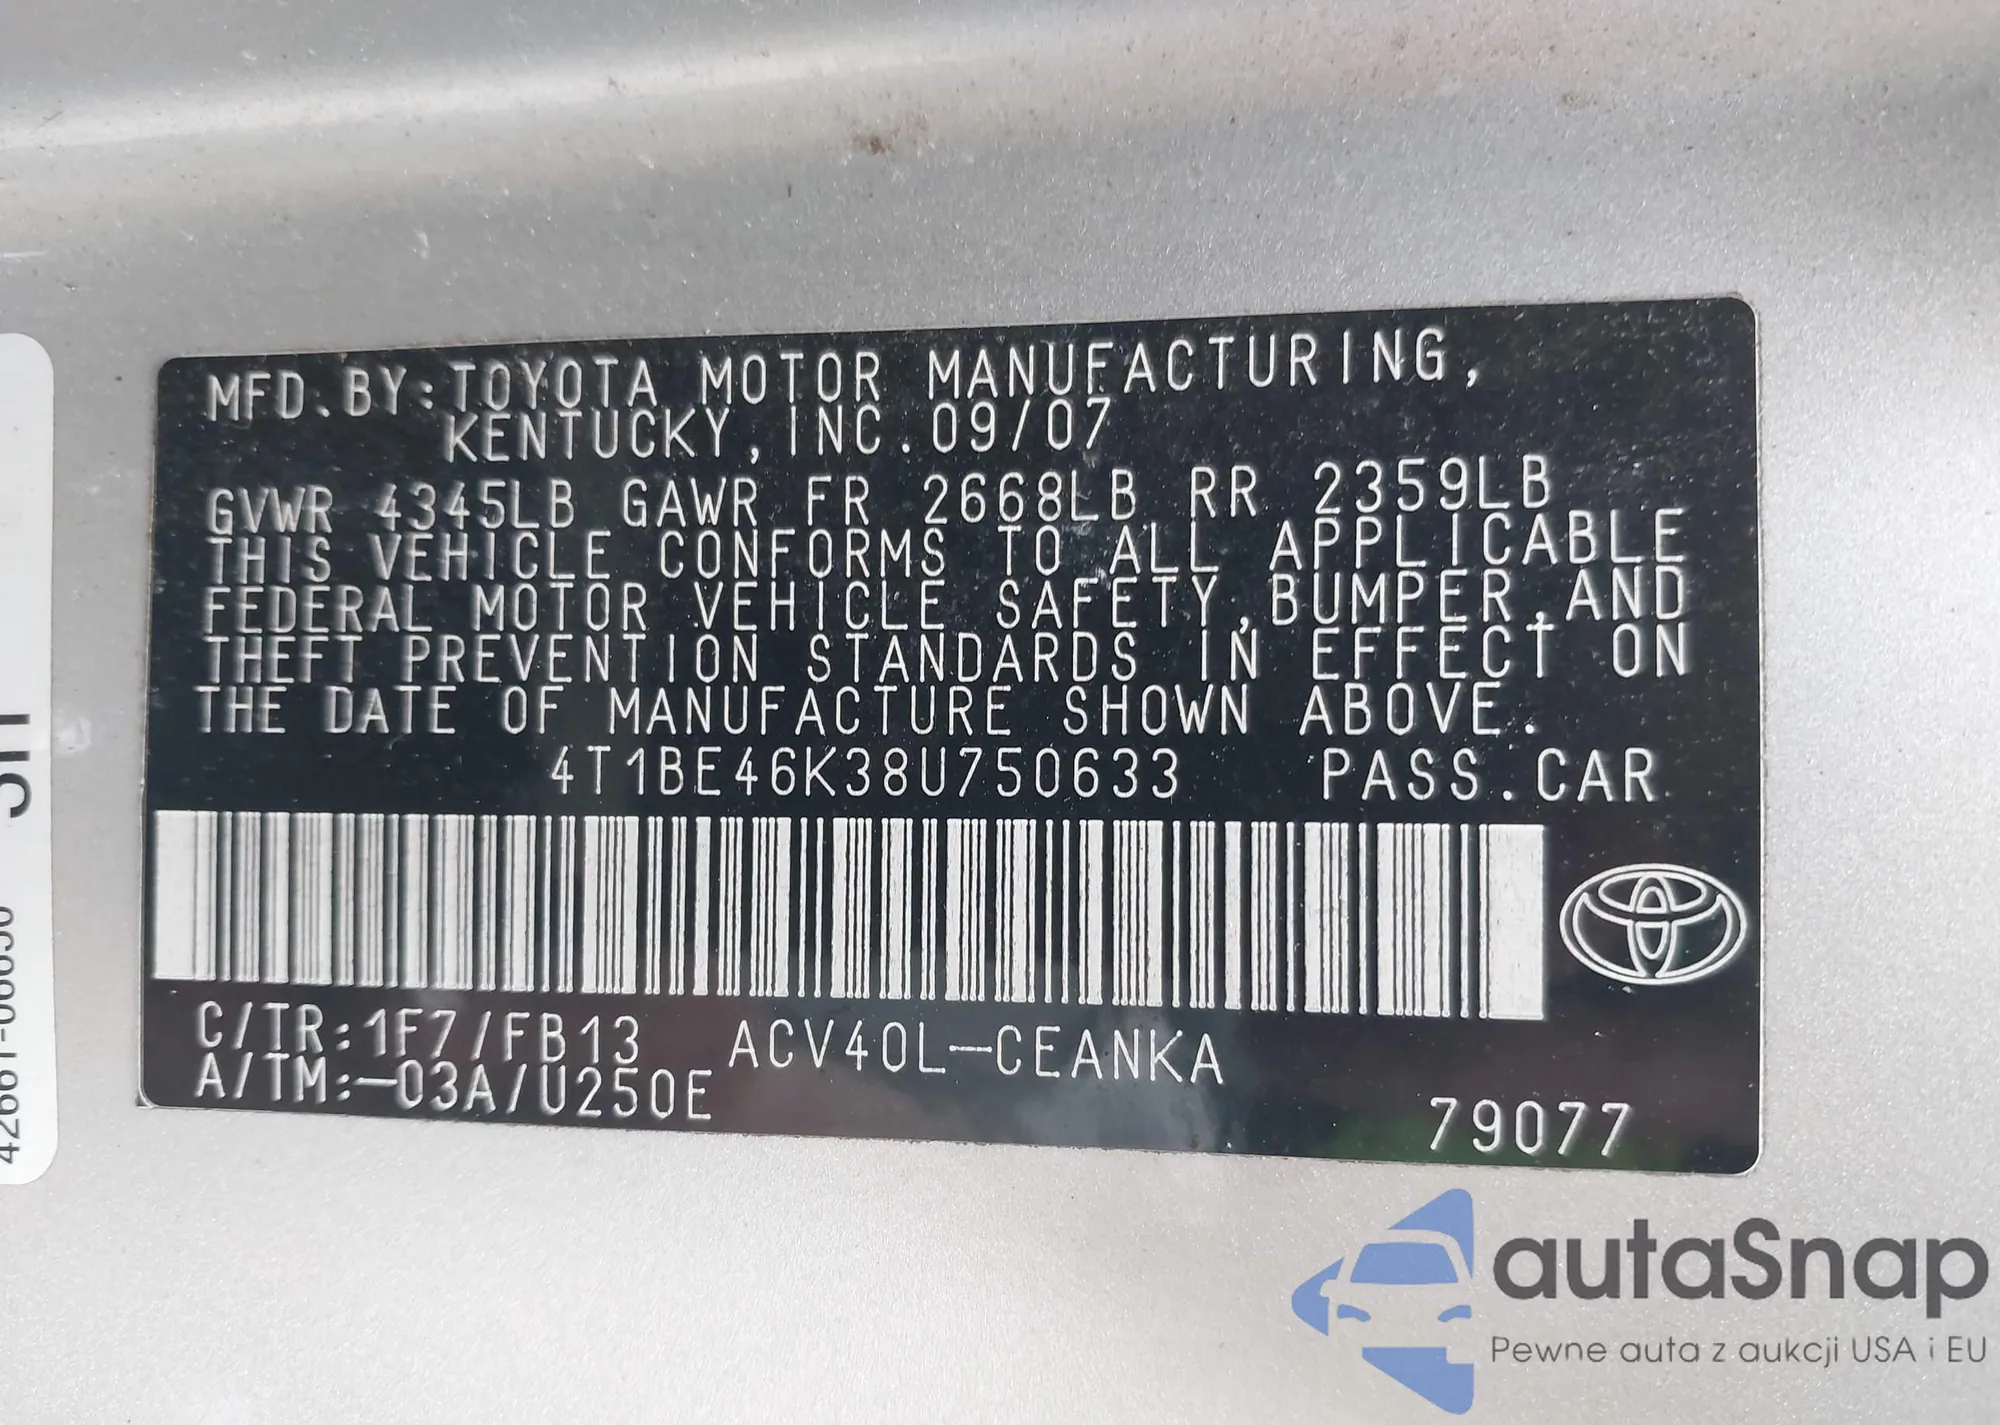 MFD.BY:TOYOTA MOTOR MANUFACTURING,
KENTUCKY,INC.09/07
GVWR 4345LB GAWR FR 2668LB RR 2359LB
THIS VEHICLE CONFORMS TO ALL APPLICABLE
FEDERAL MOTOR VEHICLE SAFETY,BUMPER,AND
THEFT PREVENTION STANDARDS IN EFFECT ON
THE DATE OF MANUFACTURE SHOWN ABOVE.
4T1BE46K38U750633 PASS.CAR
C/TR:1F7/FB13 ACV40L-CEANKA
A/TM:-03A/U250E
79077
autaSnap
Pewne auta z aukcji USA i EU